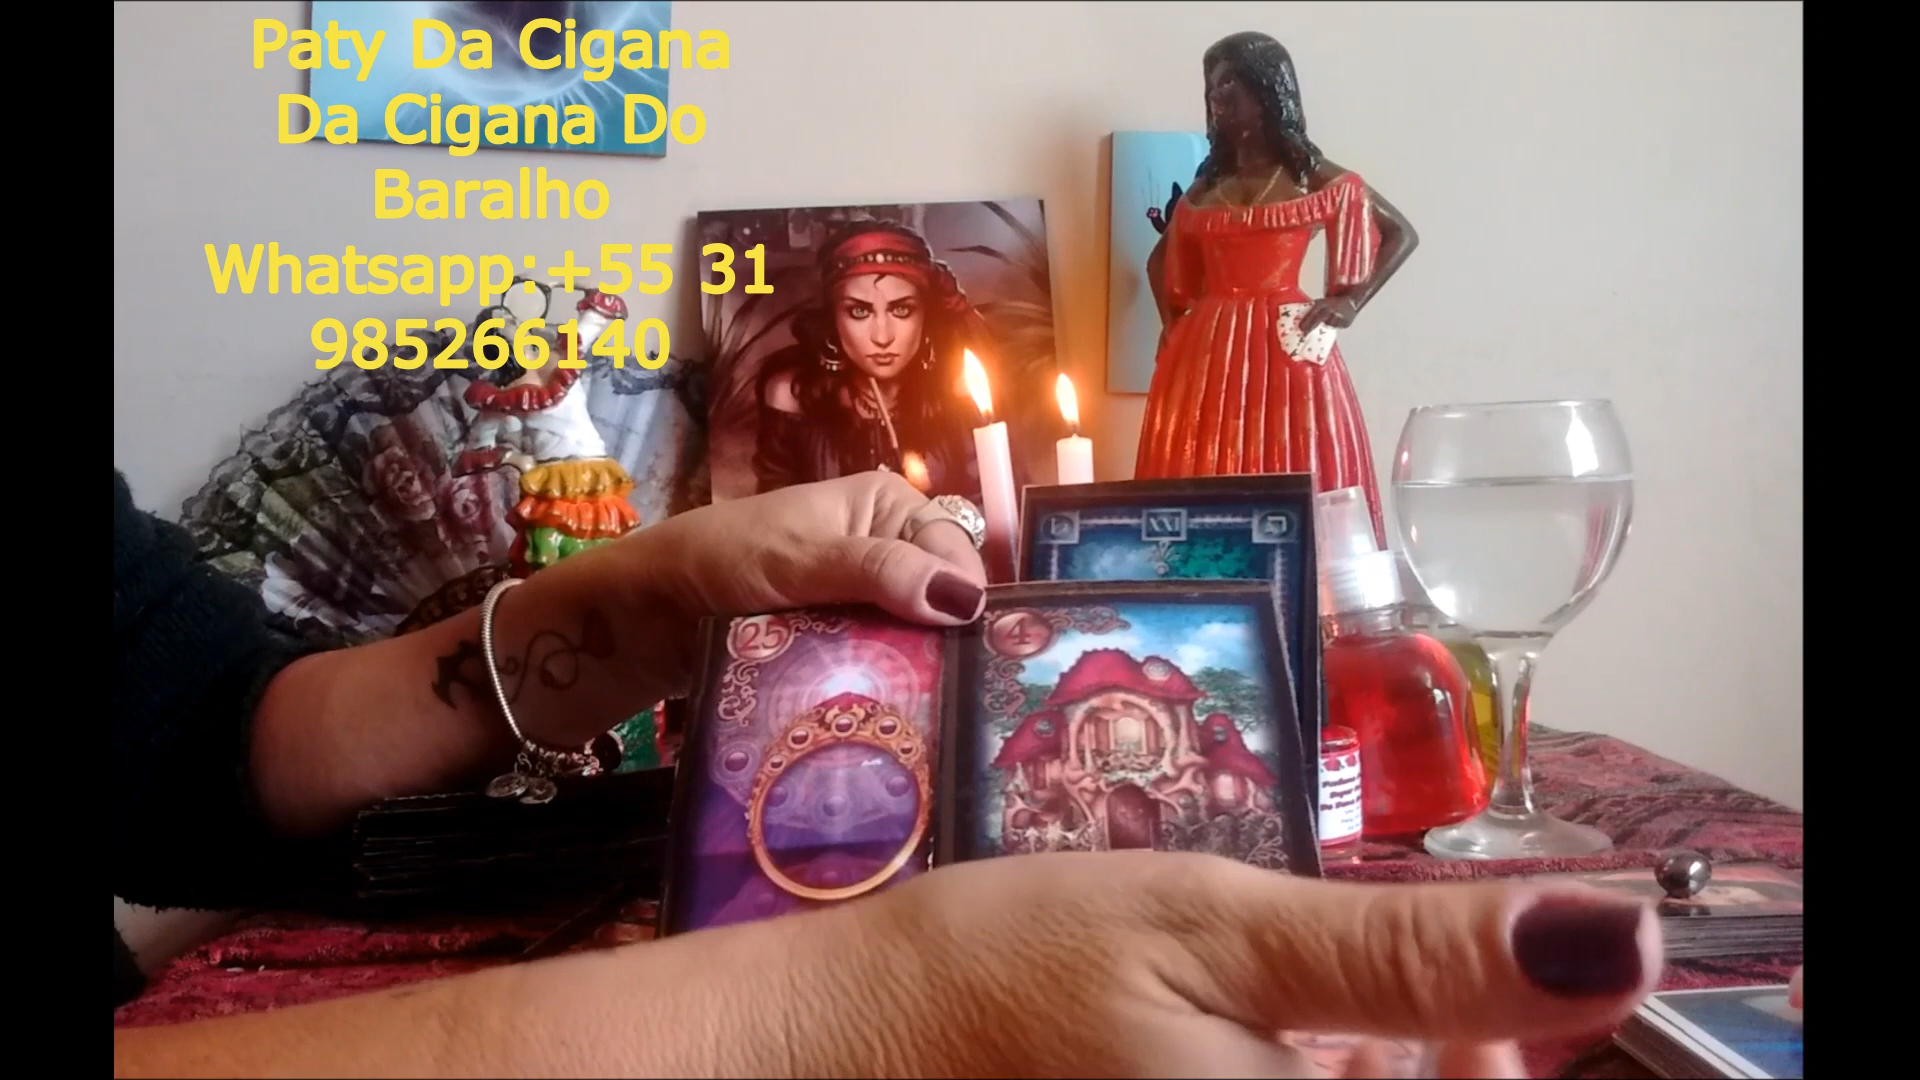 Paty Da Cigana
Da Cigana Do
Baralho
Whatsapp:+55 31
985266140
XXI
25
4